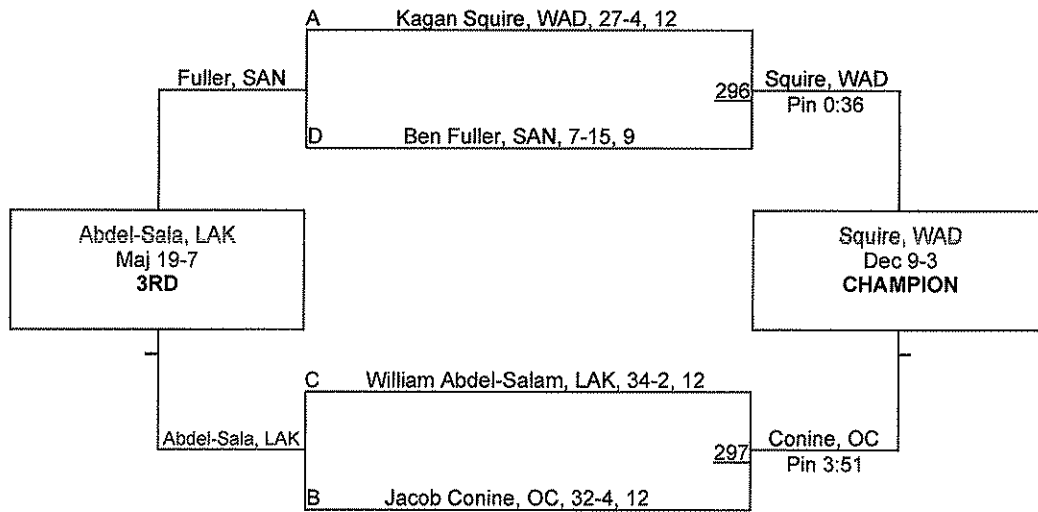 A Kagan Squire, WAD, 27-4, 12
Fuller, SAN
296
Squire, WAD
Pin 0:36
D Ben Fuller, SAN, 7-15, 9
Abdel-Sala, LAK
Maj 19-7
3RD
Squire, WAD
Dec 9-3
CHAMPION
C William Abdel-Salam, LAK, 34-2, 12
Abdel-Sala, LAK
297
Conine, OC
Pin 3:51
B Jacob Conine, OC, 32-4, 12